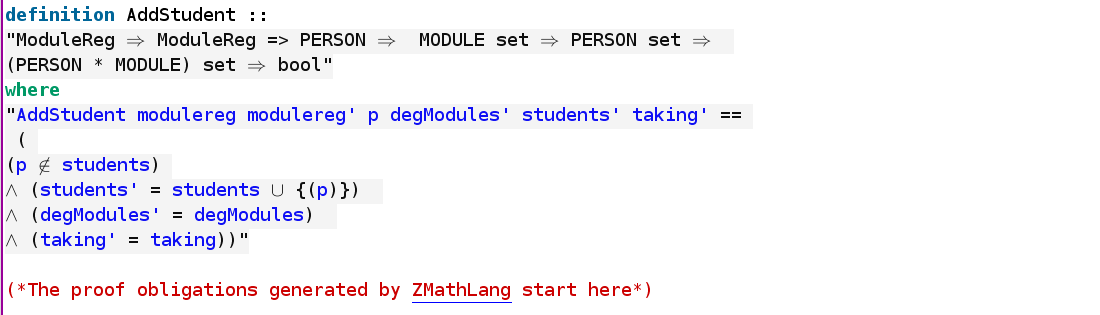 definition AddStudent ::
"ModuleReg ⇒ ModuleReg => PERSON ⇒  MODULE set ⇒ PERSON set ⇒
(PERSON * MODULE) set ⇒ bool"
where
"AddStudent modulereg modulereg' p degModules' students' taking' ==
(
(p ∉ students)
∧ (students' = students ∪ {(p)})
∧ (degModules' = degModules)
∧ (taking' = taking))"
(*The proof obligations generated by ZMathLang start here*)